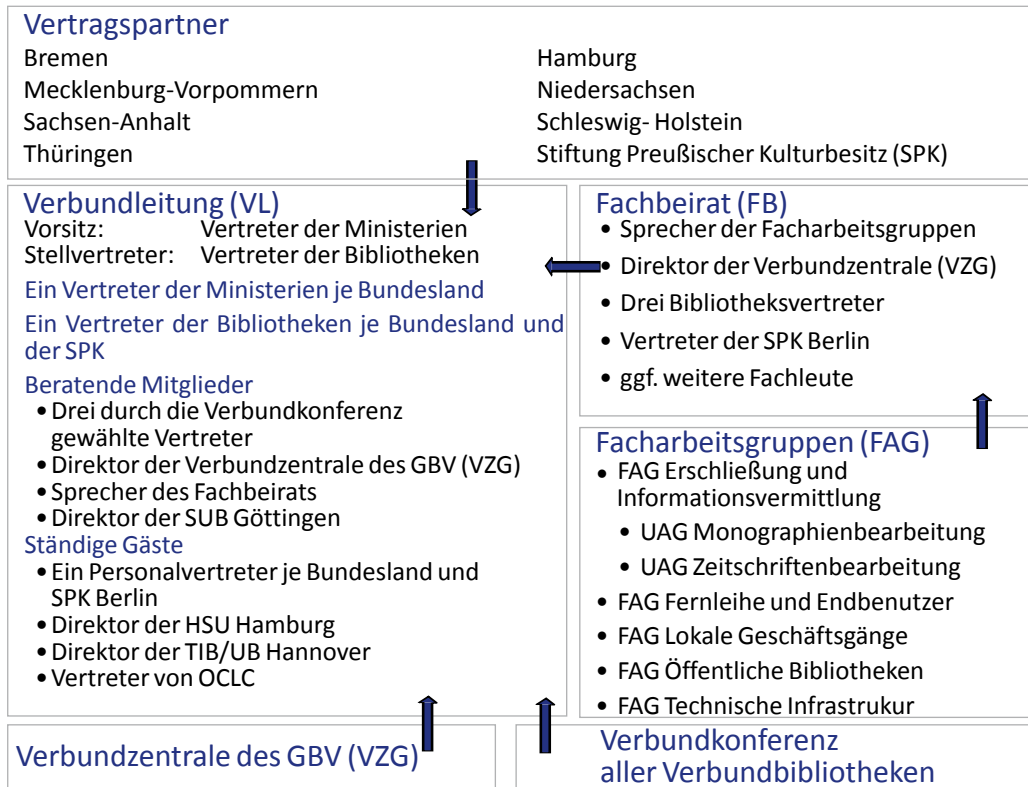 Vertragspartner
Bremen
Mecklenburg-Vorpommern
Sachsen-Anhalt
Thüringen
Hamburg
Niedersachsen
Schleswig- Holstein
Stiftung Preußischer Kulturbesitz (SPK)
Verbundleitung (VL)
Vorsitz: Vertreter der Ministerien
Stellvertreter: Vertreter der Bibliotheken
Ein Vertreter der Ministerien je Bundesland
Ein Vertreter der Bibliotheken je Bundesland und
der SPK
Beratende Mitglieder
• Drei durch die Verbundkonferenz
gewählte Vertreter
• Direktor der Verbundzentrale des GBV (VZG)
• Sprecher des Fachbeirats
• Direktor der SUB Göttingen
Ständige Gäste
• Ein Personalvertreter je Bundesland und
SPK Berlin
• Direktor der HSU Hamburg
• Direktor der TIB/UB Hannover
• Vertreter von OCLC
Fachbeirat (FB)
• Sprecher der Facharbeitsgruppen
• Direktor der Verbundzentrale (VZG)
• Drei Bibliotheksvertreter
• Vertreter der SPK Berlin
• ggf. weitere Fachleute
Facharbeitsgruppen (FAG)
• FAG Erschließung und
Informationsvermittlung
• UAG Monographienbearbeitung
• UAG Zeitschriftenbearbeitung
• FAG Fernleihe und Endbenutzer
• FAG Lokale Geschäftsgänge
• FAG Öffentliche Bibliotheken
• FAG Technische Infrastrukur
Verbundzentrale des GBV (VZG)
Verbundkonferenz
aller Verbundbibliotheken